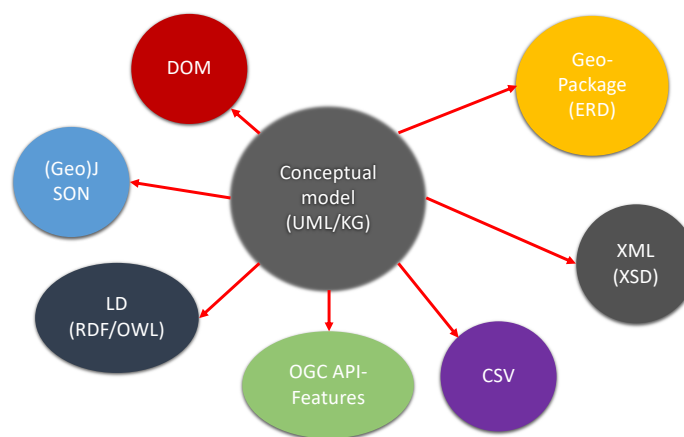 DOM
Geo-
Package
(ERD)
(Geo)J
SON
Conceptual
model
(UML/KG)
XML
(XSD)
LD
(RDF/OWL)
OGC API-
Features
CSV